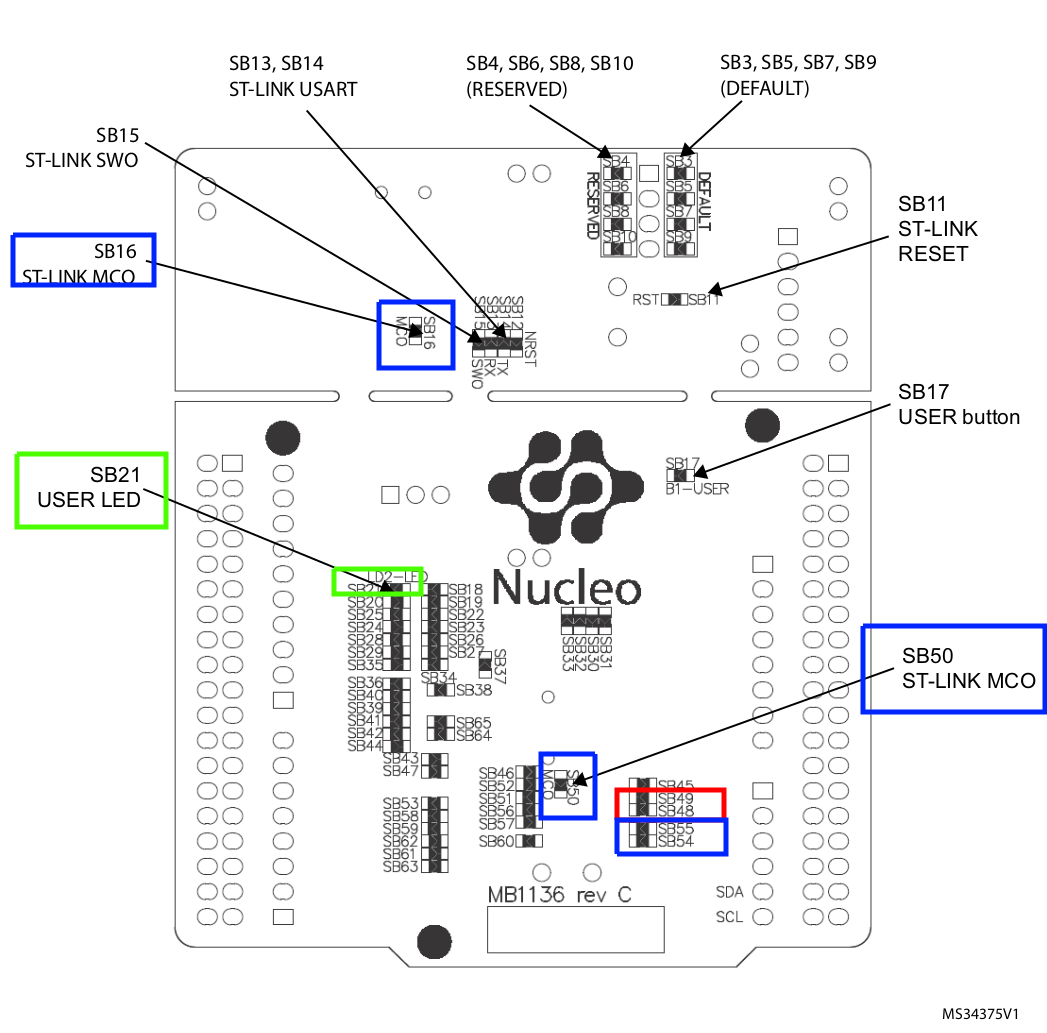 SB13, SB14
ST-LINK USART
SB4, SB6, SB8, SB10
(RESERVED)
SB3, SB5, SB7, SB9
(DEFAULT)
SB15
ST-LINK SWO
SB16
ST-LINK MCO
SB11
ST-LINK
RESET
SB4
SB6
SB8
SB10
RESERVED
SB3
SB5
SB7
SB9
DEFAULT
RST
SB11
MCO
SB16
SB15
SB13
SB14
SB12
SWO
RX
TX
NRST
SB17
USER button
SB17
B1-USER
SB21
USER LED
LD2-LED
SB21
SB20
SB25
SB24
SB28
SB29
SB35
SB18
SB19
SB22
SB23
SB26
SB27
SB34
SB37
SB38
SB36
SB40
SB39
SB41
SB42
SB44
SB65
SB64
SB43
SB47
SB53
SB58
SB59
SB62
SB61
SB63
Nucleo
SB33
SB32
SB30
SB31
SB50
ST-LINK MCO
SB46
SB52
SB51
SB56
SB57
SB60
MCO
SB50
SB45
SB49
SB48
SB55
SB54
MB1136 rev C
SDA
SCL
MS34375V1